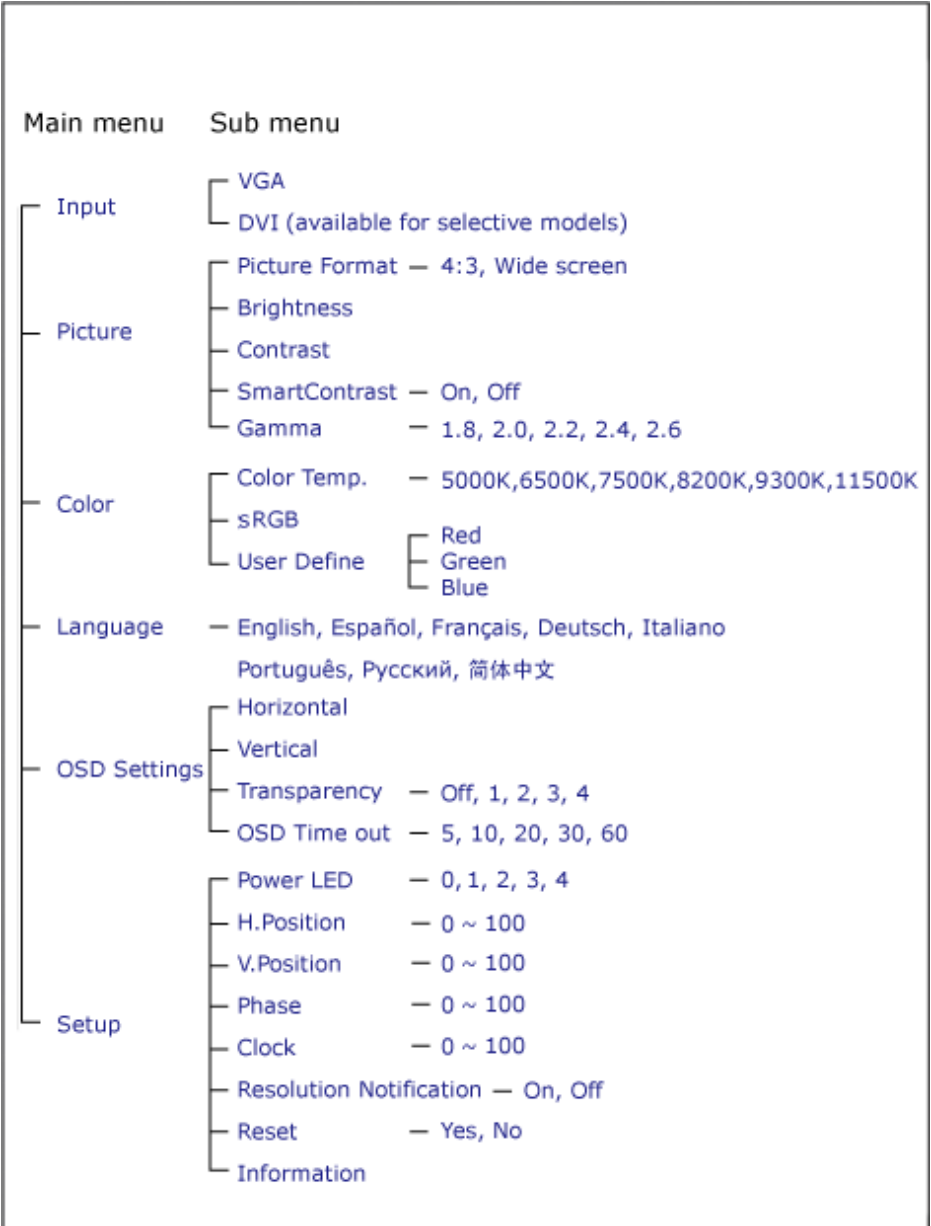 Main menu Sub menu
VGA
Input
DVI (available for selective models)
Picture Format — 4:3, Wide screen
Brightness
Picture
Contrast
SmartContrast — On, Off
Gamma — 1.8, 2.0, 2.2, 2.4, 2.6
Color Temp. — 5000K,6500K,7500K,8200K,9300K,11500K
Color
sRGB
Red
User Define Green
Blue
Language — English, Español, Français, Deutsch, Italiano
Português, Русский, 简体中文
Horizontal
Vertical
OSD Settings
Transparency — Off, 1, 2, 3, 4
OSD Time out — 5, 10, 20, 30, 60
Power LED — 0, 1, 2, 3, 4
H.Position — 0 ~ 100
V.Position — 0 ~ 100
Phase — 0 ~ 100
Setup
Clock — 0 ~ 100
Resolution Notification — On, Off
Reset — Yes, No
Information